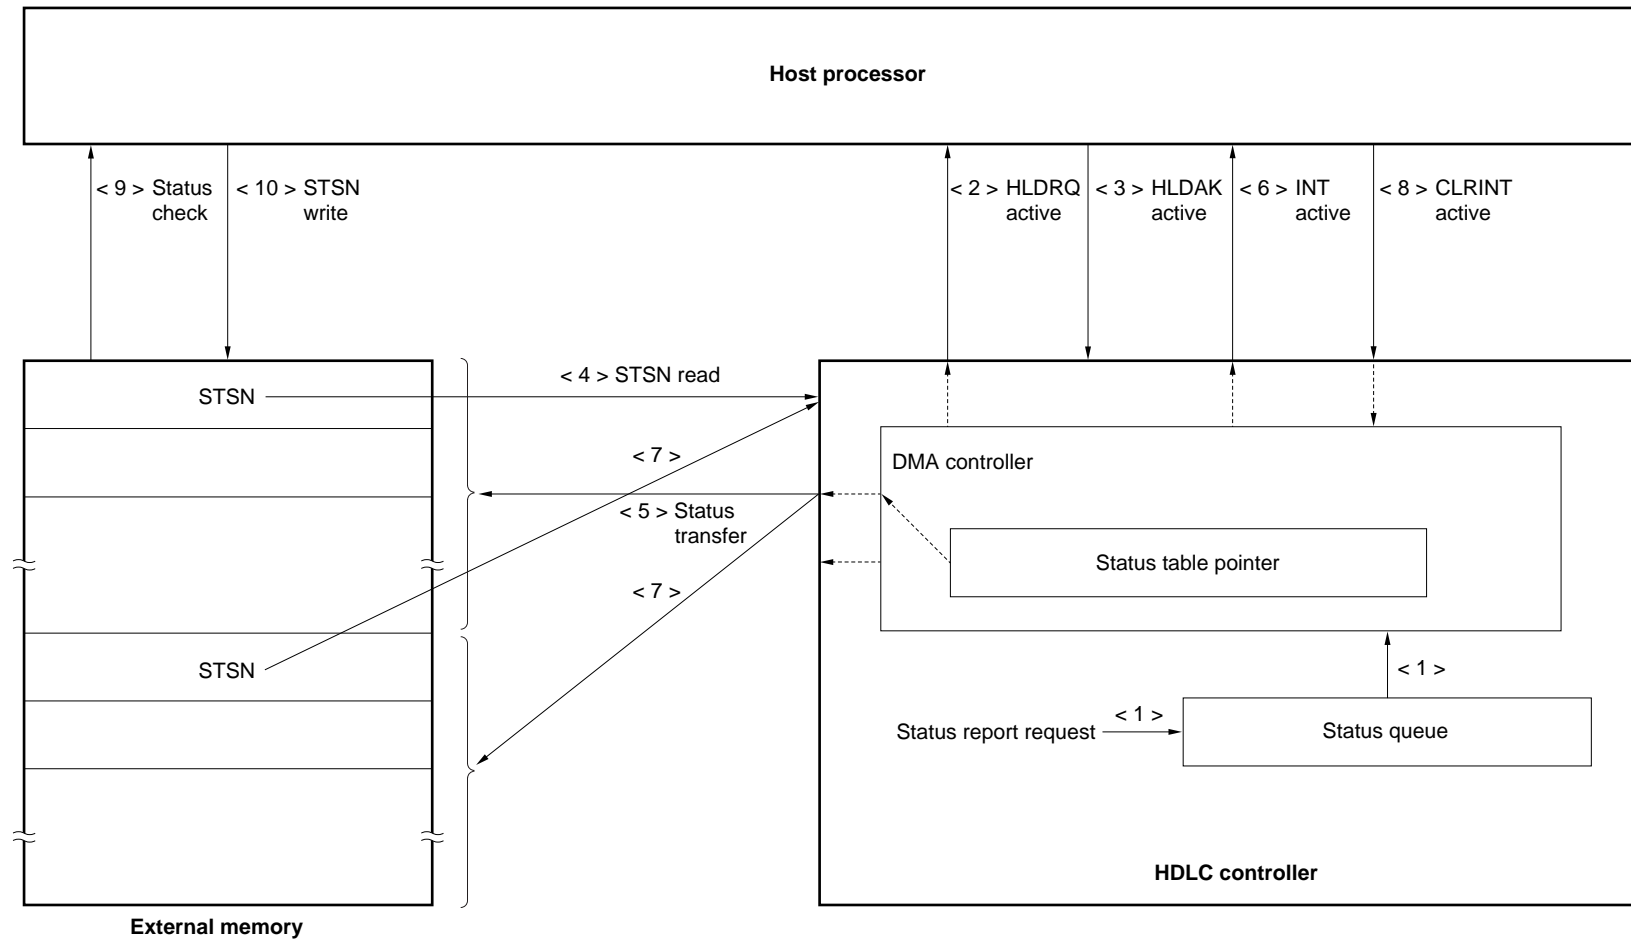 Host processor
< 9 > Status
check
< 10 > STSN
write
< 2 > HLDRQ
active
< 3 > HLDAK
active
< 6 > INT
active
< 8 > CLRINT
active
STSN
< 4 > STSN read
< 7 >
DMA controller
< 5 > Status
transfer
Status table pointer
< 7 >
STSN
< 1 >
Status report request
< 1 >
Status queue
HDLC controller
External memory